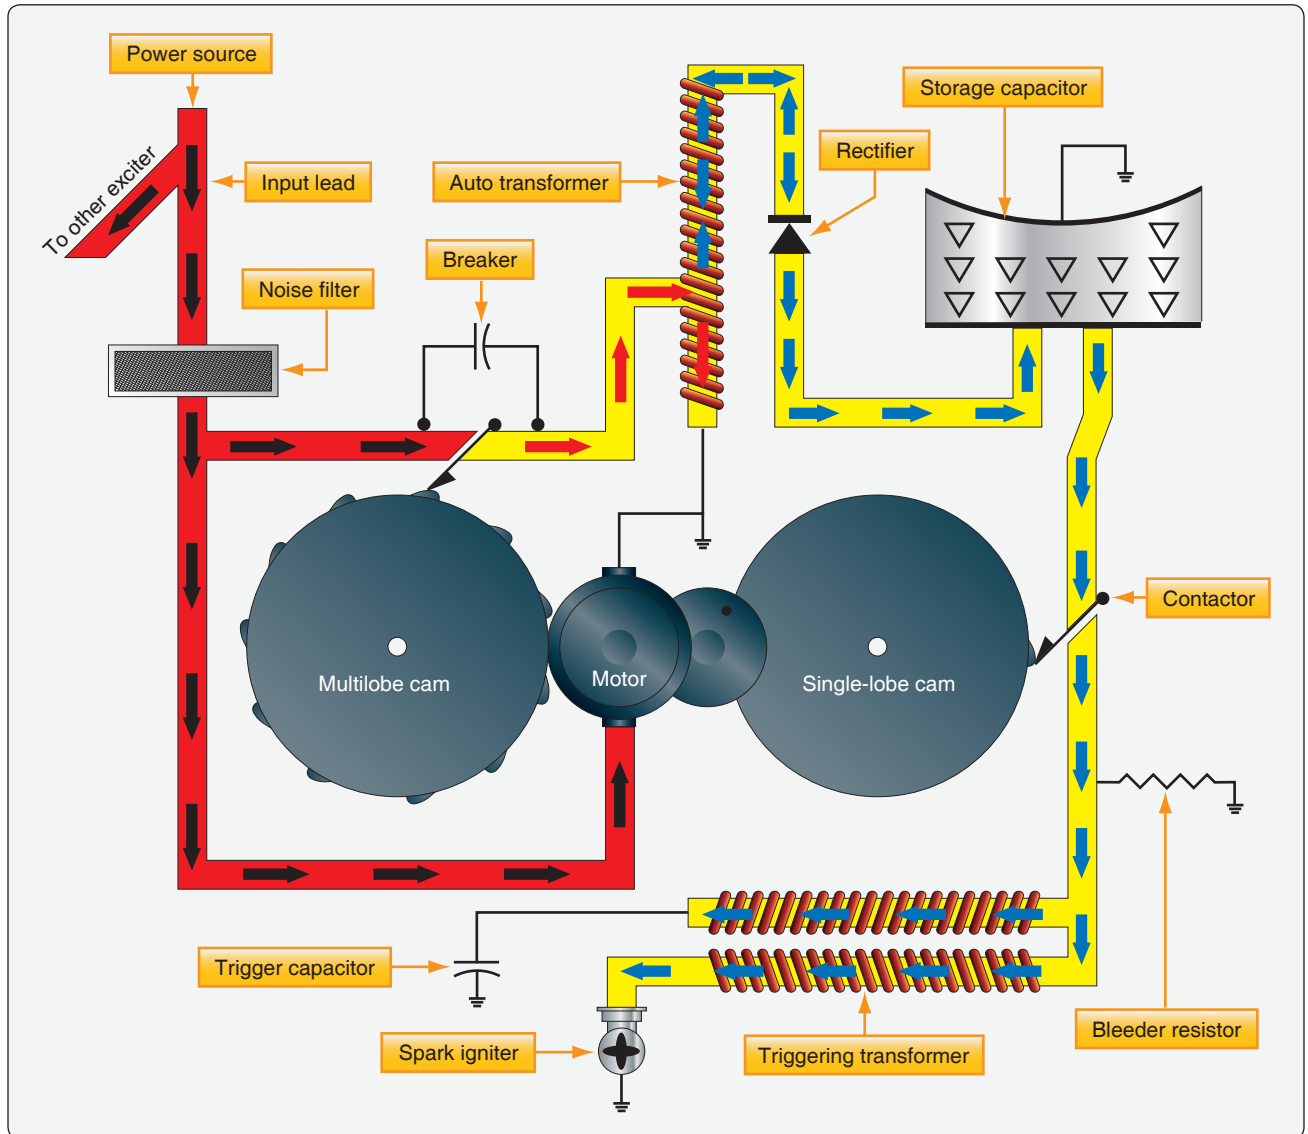 Power source
To other exciter
Input lead
Noise filter
Breaker
Auto transformer
Rectifier
Storage capacitor
Multilobe cam
Motor
Single-lobe cam
Contactor
Trigger capacitor
Spark igniter
Triggering transformer
Bleeder resistor